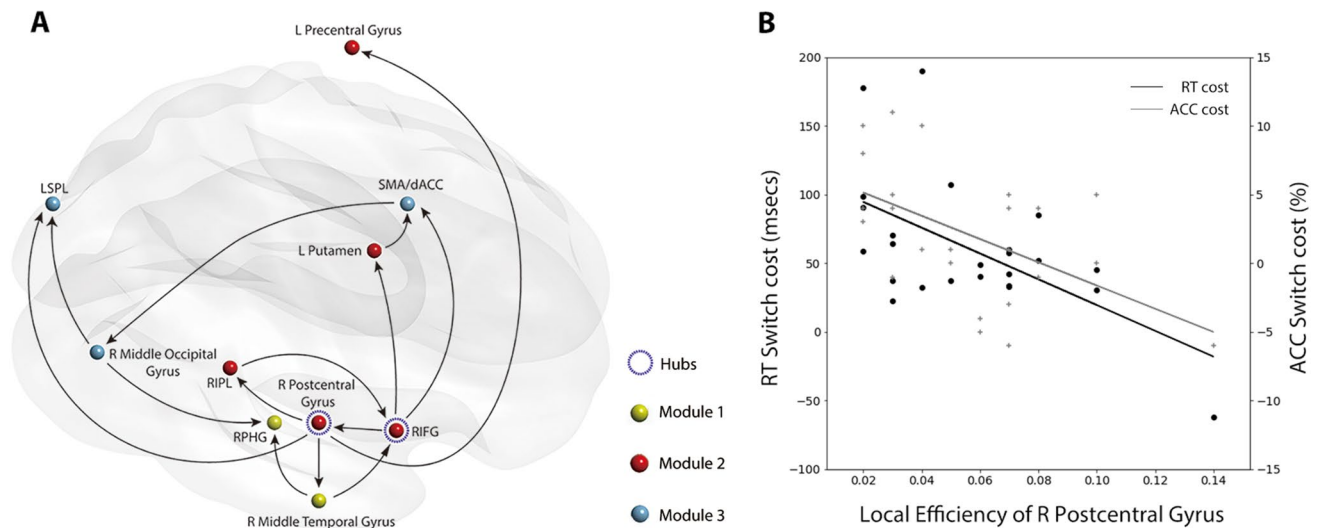 A
L Precentral Gyrus
LSPL
SMA/dACC
L Putamen
R Middle Occipital
Gyrus
RIPL
R Postcentral
Gyrus
RPHG
RIFG
R Middle Temporal Gyrus
Hubs
Module 1
Module 2
Module 3
B
RT cost
ACC cost
RT Switch cost (msecs)
200
150
100
50
0
−50
−100
ACC Switch cost (%)
15
10
5
0
−5
−10
−15
0.02 0.04 0.06 0.08 0.10 0.12 0.14
Local Efficiency of R Postcentral Gyrus